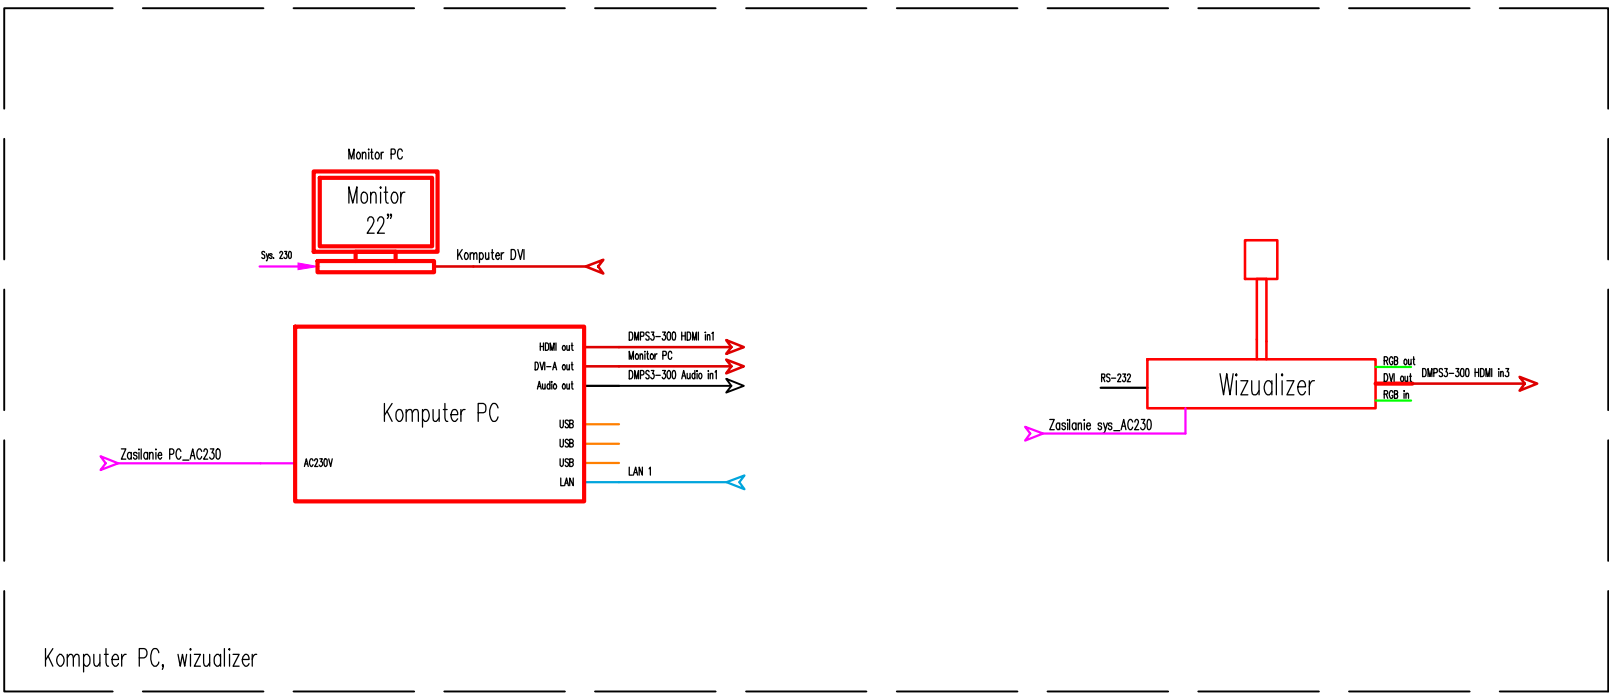 Monitor PC
Monitor
22”
Sys. 230
Komputer DVI
HDMI out
DMPS3-300 HDMI in1
DVI-A out
Monitor PC
Audio out
DMPS3-300 Audio in1
Komputer PC
USB
USB
USB
LAN
LAN 1
Zasilanie PC_AC230
AC230V
RS-232
Wizualizer
RGB out
DVI out
DMPS3-300 HDMI in3
RGB in
Zasilanie sys_AC230
Komputer PC, wizualizer